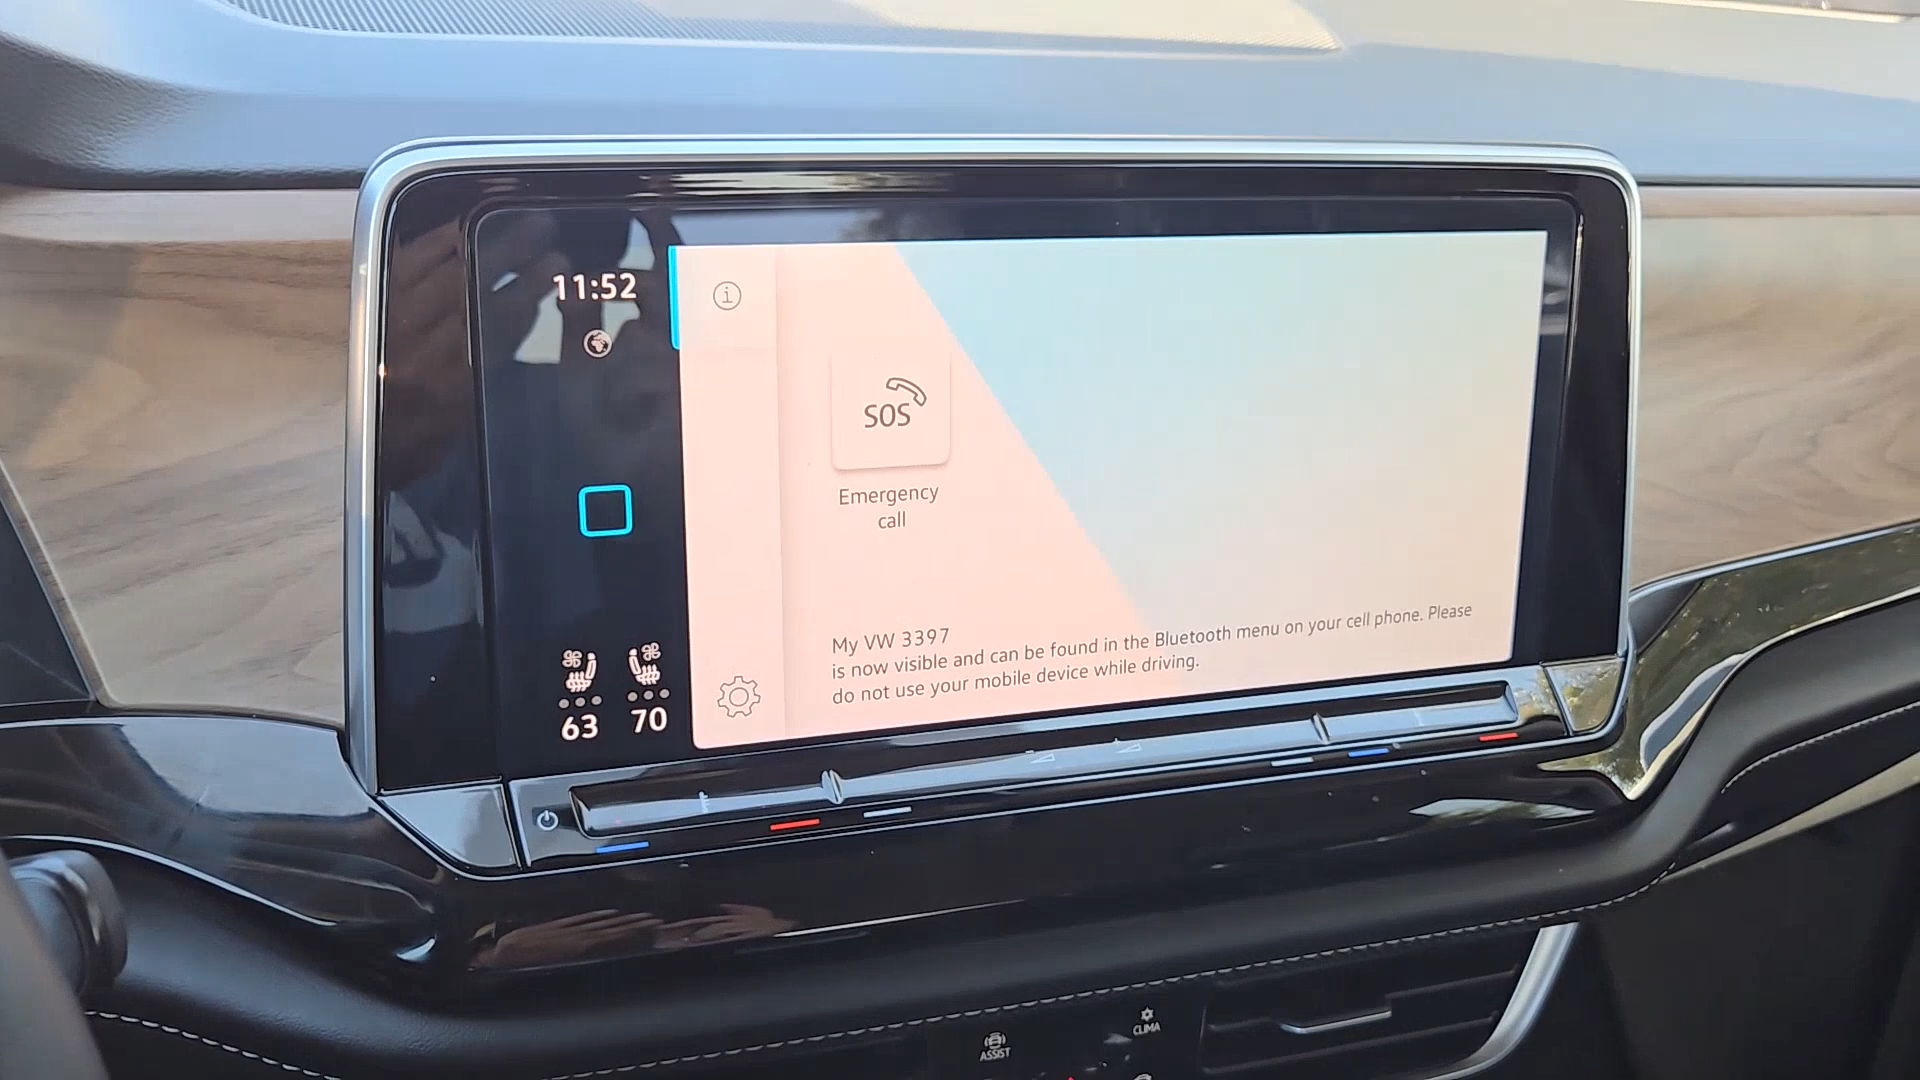 11:52
SOS
Emergency
call
My VW 3397
is now visible and can be found in the Bluetooth menu on your cell phone. Please
do not use your mobile device while driving.
63 70
CLIMA
ASSIST